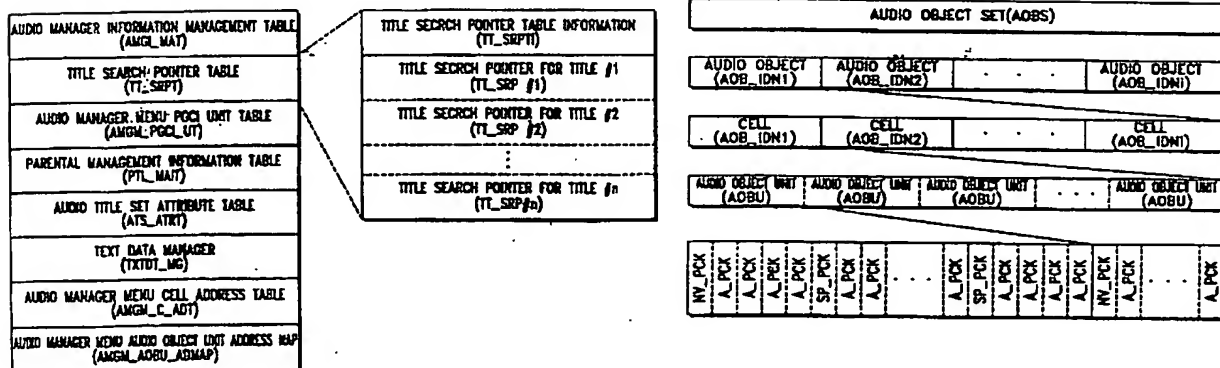 AUDIO MANAGER INFORMATION MANAGEMENT TABLE
(AMGI_MAT)
TITLE SEARCH POINTER TABLE
(TT_SRPT)
AUDIO MANAGER MENU PGCI UNIT TABLE
(AMGM_PGCI_UT)
PARENTAL MANAGEMENT INFORMATION TABLE
(PTL_MAIT)
AUDIO TITLE SET ATTRIBUTE TABLE
(ATS_ATRT)
TEXT DATA MANAGER
(TXTDT_MG)
AUDIO MANAGER MENU CELL ADDRESS TABLE
(AMGM_C_ADT)
AUDIO MANAGER MENU AUDIO OBJECT UNIT ADDRESS MAP
(AMGM_AOBU_ADMAP)
TITLE SECRCH POINTER TABLE INFORMATION
(TT_SRPTI)
TITLE SECRCH POINTER FOR TITLE #1
(TT_SRP #1)
TITLE SECRCH POINTER FOR TITLE #2
(TT_SRP #2)
TITLE SEARCH POINTER FOR TITLE #n
(TT_SRP#n)
AUDIO OBJECT SET(AOBS)
AUDIO OBJECT AUDIO OBJECT . . . AUDIO OBJECT
(AOB_IDN1) (AOB_IDN2) (AOB_IDNi)
CELL CELL . . . CELL
(AOB_IDN1) (AOB_IDN2) (AOB_IDNi)
AUDIO OBJECT UNIT AUDIO OBJECT UNIT AUDIO OBJECT UNIT . . . AUDIO OBJECT UNIT
(AOBU) (AOBU) (AOBU) (AOBU)
NV_PCK A_PCK A_PCK A_PCK A_PCK SP_PCK A_PCK A_PCK . . . A_PCK SP_PCK A_PCK A_PCK A_PCK A_PCK NV_PCK A_PCK . . . A_PCK